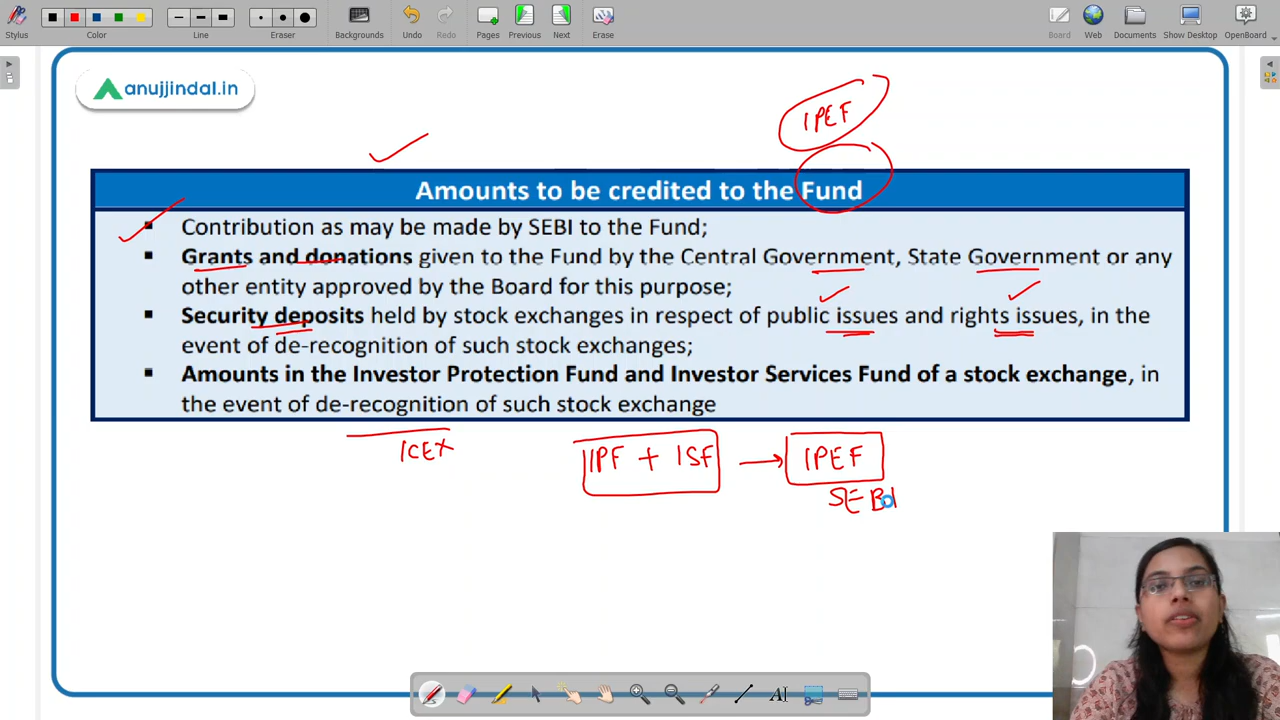 Stylus
Color
Line
Eraser
Backgrounds
Undo
Redo
Pages
Previous
Next
Erase
Board
Web
Documents
Show Desktop
OpenBoard
anujjindal.in
IPEF
Amounts to be credited to the Fund
▪ Contribution as may be made by SEBI to the Fund;
▪ Grants and donations given to the Fund by the Central Government, State Government or any
other entity approved by the Board for this purpose;
▪ Security deposits held by stock exchanges in respect of public issues and rights issues, in the
event of de-recognition of such stock exchanges;
▪ Amounts in the Investor Protection Fund and Investor Services Fund of a stock exchange, in
the event of de-recognition of such stock exchange
ICEX
IPF + ISF → IPEF
SEBI